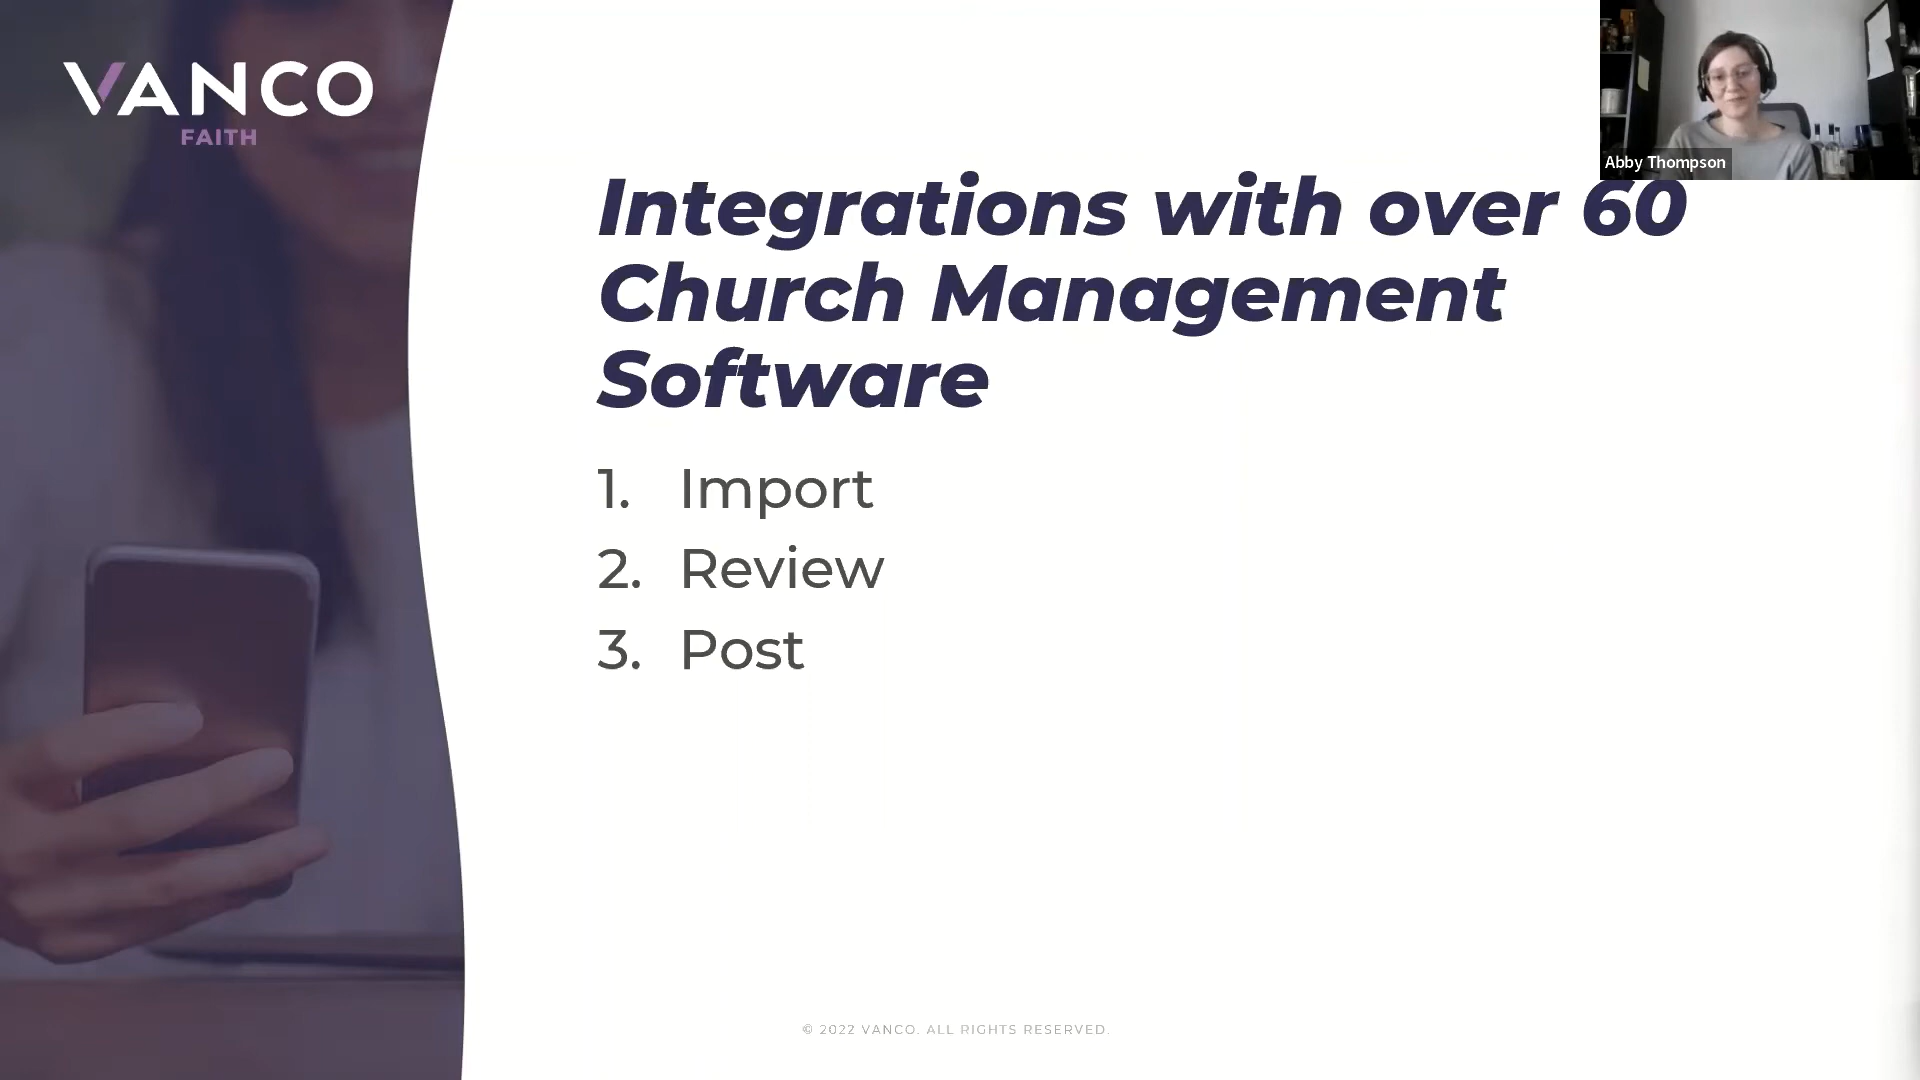 VANCO
FAITH
Abby Thompson
Integrations with over 60
Church Management
Software
1. Import
2. Review
3. Post
© 2022 VANCO. ALL RIGHTS RESERVED.